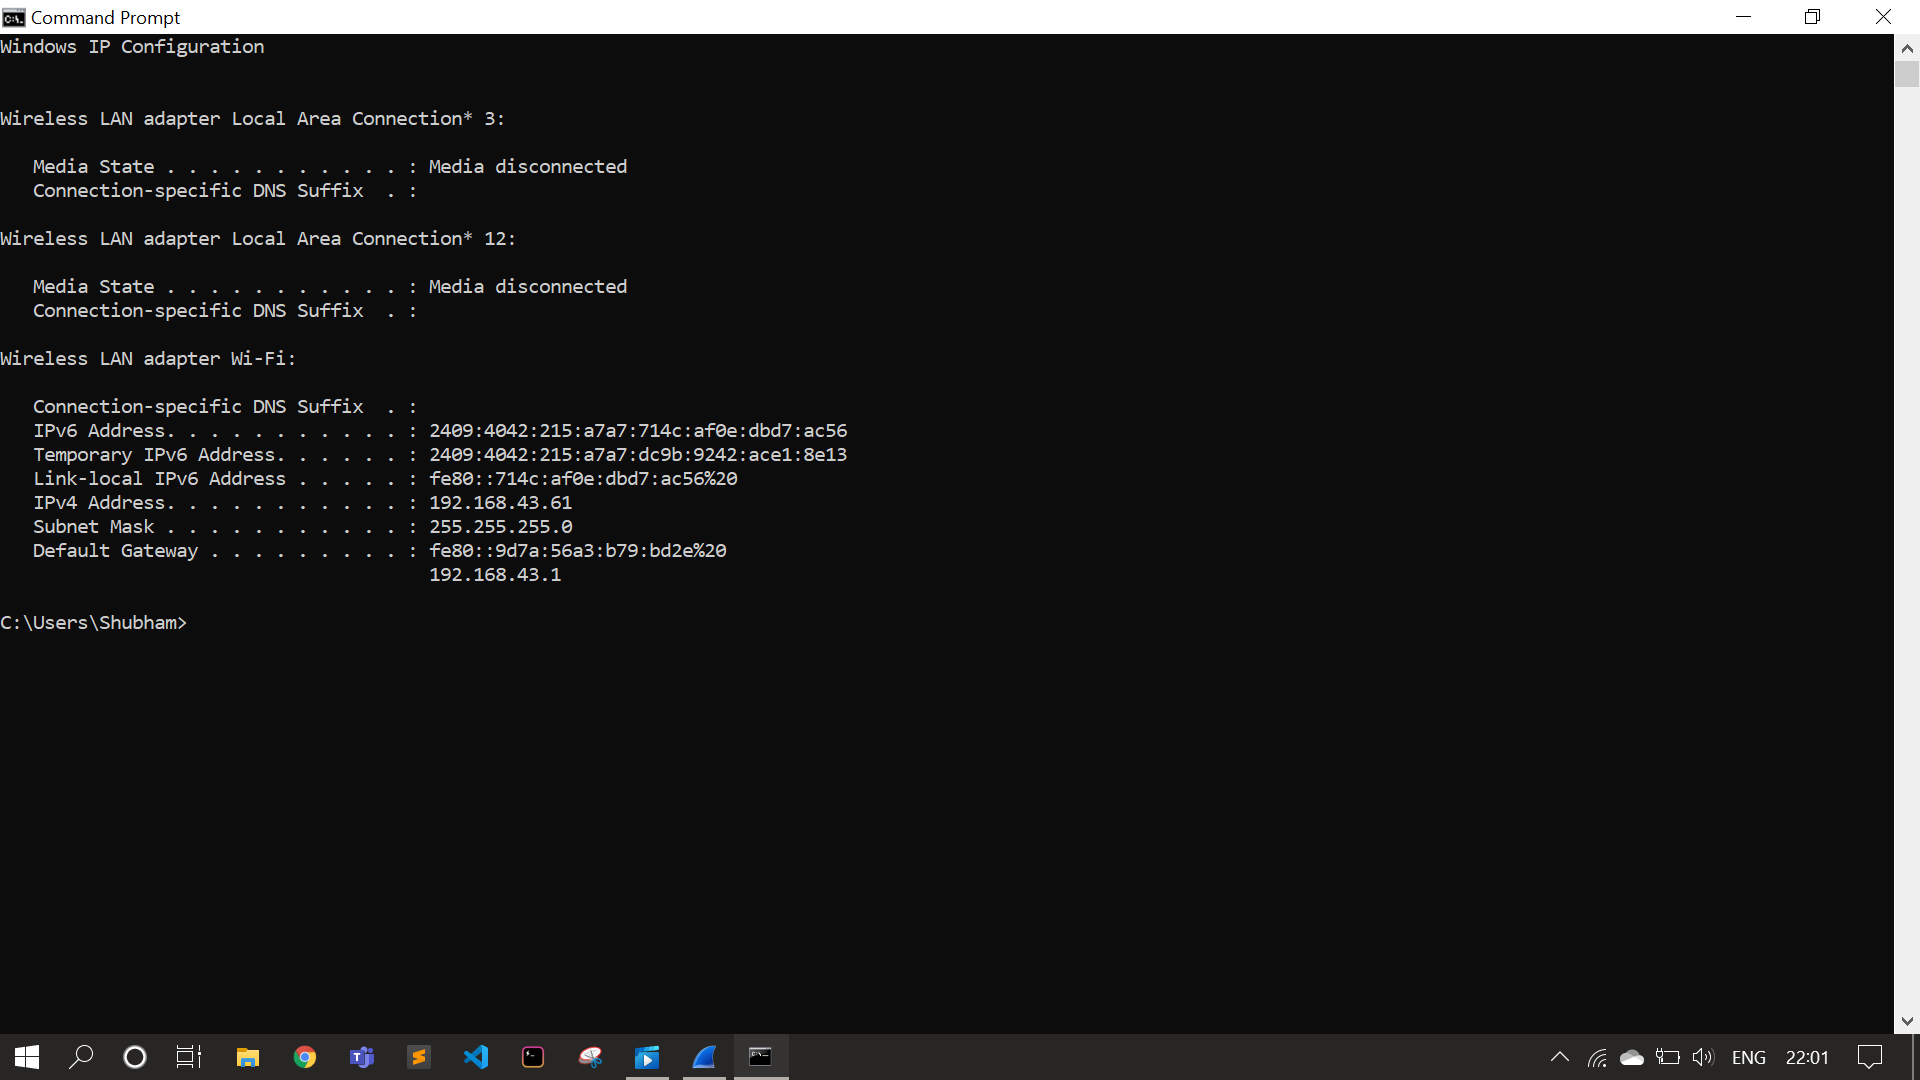 Command Prompt
Windows IP Configuration
Wireless LAN adapter Local Area Connection* 3:
Media State . . . . . . . . . . . : Media disconnected
Connection-specific DNS Suffix  . :
Wireless LAN adapter Local Area Connection* 12:
Media State . . . . . . . . . . . : Media disconnected
Connection-specific DNS Suffix  . :
Wireless LAN adapter Wi-Fi:
Connection-specific DNS Suffix  . :
IPv6 Address. . . . . . . . . . . : 2409:4042:215:a7a7:714c:af0e:dbd7:ac56
Temporary IPv6 Address. . . . . . : 2409:4042:215:a7a7:dc9b:9242:ace1:8e13
Link-local IPv6 Address . . . . . : fe80::714c:af0e:dbd7:ac56%20
IPv4 Address. . . . . . . . . . . : 192.168.43.61
Subnet Mask . . . . . . . . . . . : 255.255.255.0
Default Gateway . . . . . . . . . : fe80::9d7a:56a3:b79:bd2e%20
192.168.43.1
C:\Users\Shubham>
ENG 22:01